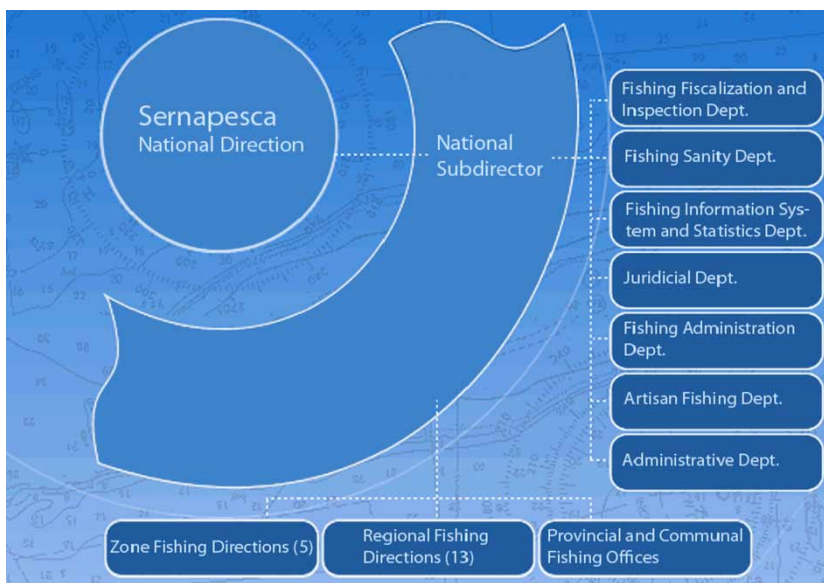 Sernapesca
National Direction
National
Subdirector
Fishing Fiscalization and
Inspection Dept.
Fishing Sanity Dept.
Fishing Information Sys-
tem and Statistics Dept.
Juridicial Dept.
Fishing Administration
Dept.
Artisan Fishing Dept.
Administrative Dept.
Zone Fishing Directions (5)
Regional Fishing
Directions (13)
Provincial and Communal
Fishing Offices